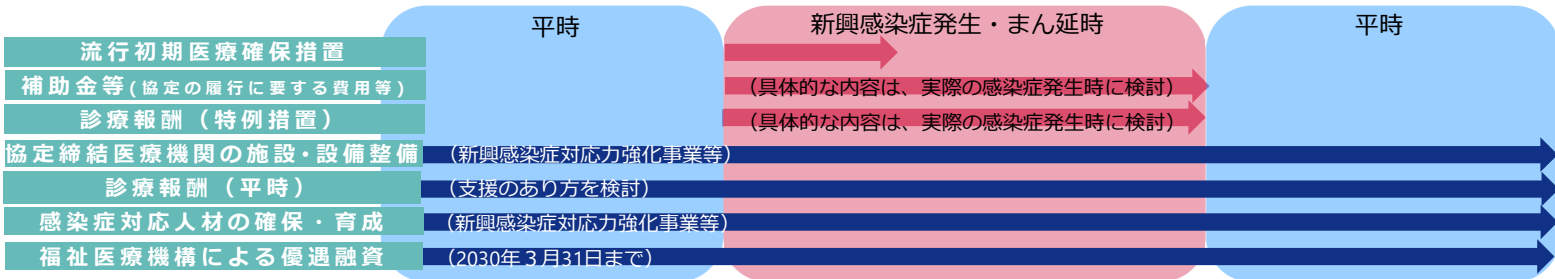 平時
新興感染症発生・まん延時
平時
流行初期医療確保措置
補助金等(協定の履行に要する費用等)
(具体的な内容は、実際の感染症発生時に検討)
診療報酬（特例措置）
(具体的な内容は、実際の感染症発生時に検討)
協定締結医療機関の施設・設備整備
(新興感染症対応力強化事業等)
診療報酬（平時）
(支援のあり方を検討)
感染症対応人材の確保・育成
(新興感染症対応力強化事業等)
福祉医療機構による優遇融資
(2030年３月31日まで)